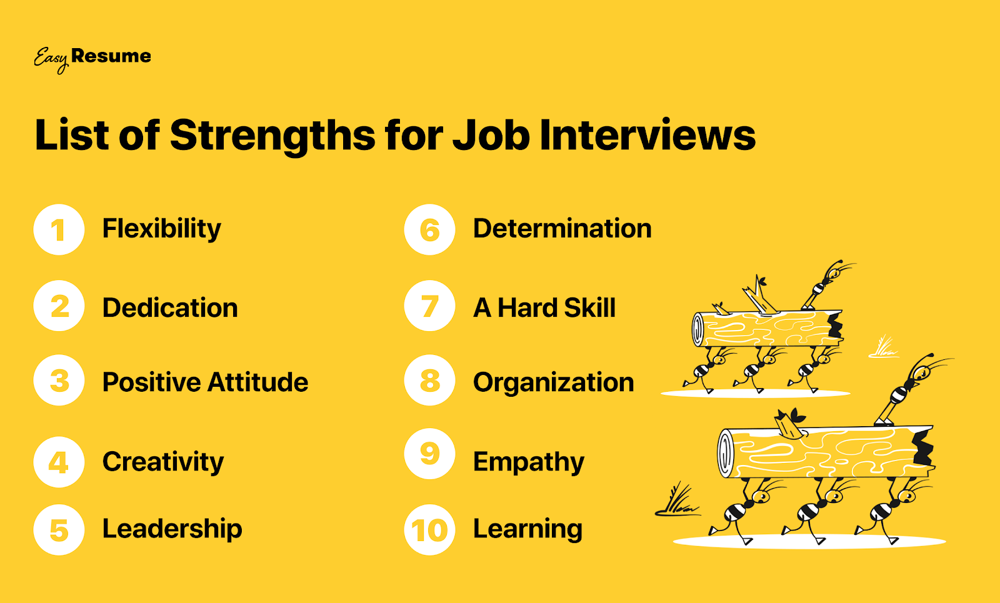 Easy Resume
List of Strengths for Job Interviews
1 Flexibility
2 Dedication
3 Positive Attitude
4 Creativity
5 Leadership
6 Determination
7 A Hard Skill
8 Organization
9 Empathy
10 Learning